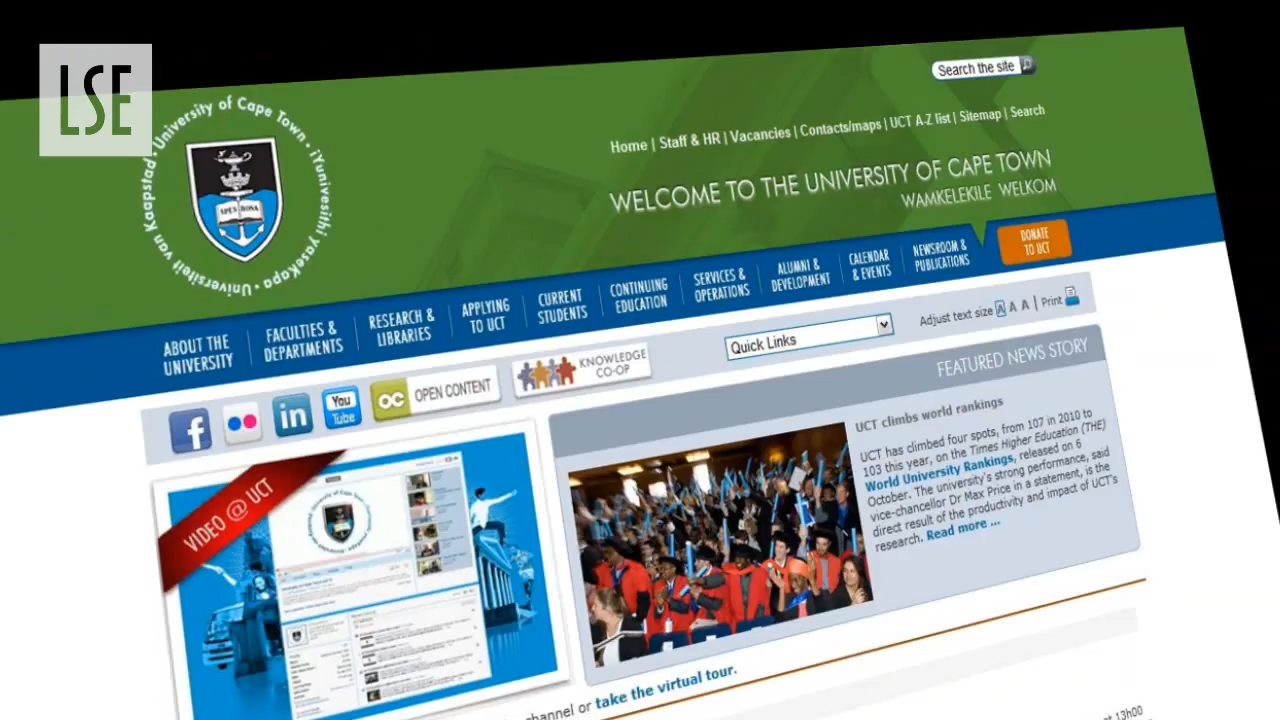 LSE
University of Cape Town · iYunivesithi yaseKapa · Universiteit van Kaapstad
SPES BONA
Search the site
Home | Staff & HR | Vacancies | Contacts/maps | UCT A-Z list | Sitemap | Search
WELCOME TO THE UNIVERSITY OF CAPE TOWN
WAMKELEKILE WELKOM
ABOUT THE UNIVERSITY
FACULTIES & DEPARTMENTS
RESEARCH & LIBRARIES
APPLYING TO UCT
CURRENT STUDENTS
CONTINUING EDUCATION
SERVICES & OPERATIONS
ALUMNI & DEVELOPMENT
CALENDAR & EVENTS
NEWSROOM & PUBLICATIONS
DONATE TO UCT
f
in
You Tube
OC OPEN CONTENT
KNOWLEDGE CO-OP
Quick Links
Adjust text size A A A | Print
VIDEO @ UCT
FEATURED NEWS STORY
UCT climbs world rankings
UCT has climbed four spots, from 107 in 2010 to
103 this year, on the Times Higher Education (THE)
World University Rankings, released on 6
October. The university's strong performance, said
vice-chancellor Dr Max Price in a statement, is the
direct result of the productivity and impact of UCT's
research. Read more ...
channel or take the virtual tour.
at 13h00